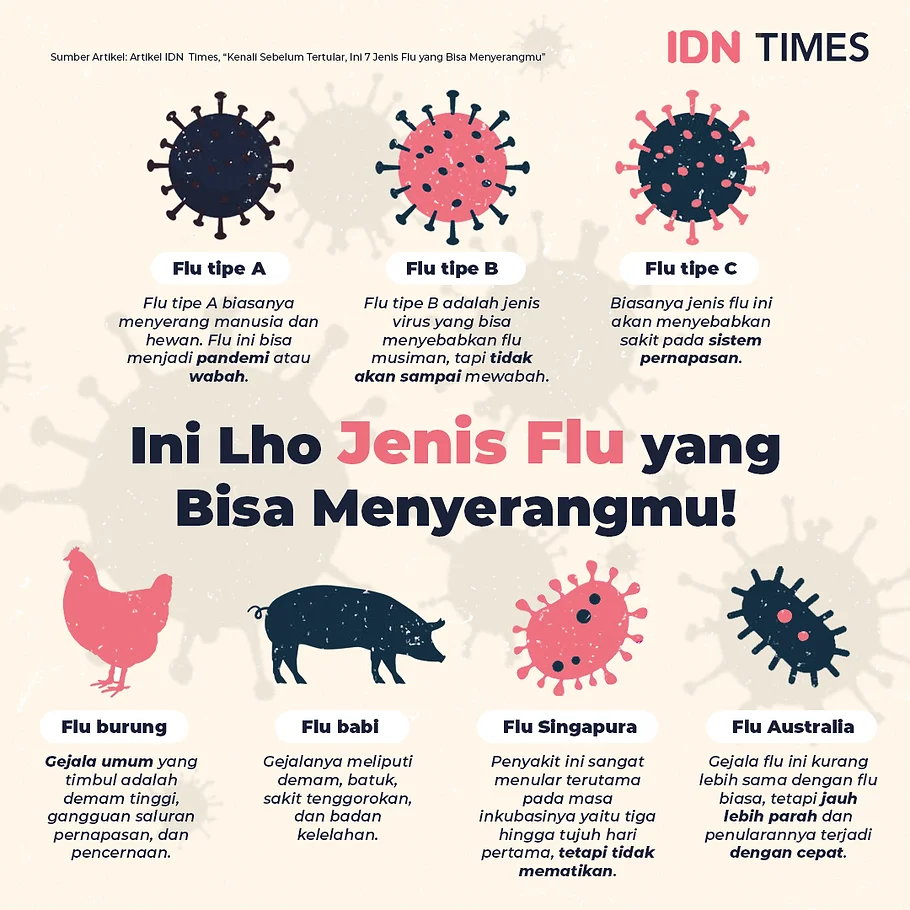 Sumber Artikel: Artikel IDN Times, “Kenali Sebelum Tertular, Ini 7 Jenis Flu yang Bisa Menyerangmu”
IDN TIMES
Flu tipe A
Flu tipe A biasanya
menyerang manusia dan
hewan. Flu ini bisa
menjadi pandemi atau
wabah.
Flu tipe B
Flu tipe B adalah jenis
virus yang bisa
menyebabkan flu
musiman, tapi tidak
akan sampai mewabah.
Flu tipe C
Biasanya jenis flu ini
akan menyebabkan
sakit pada sistem
pernapasan.
Ini Lho Jenis Flu yang
Bisa Menyerangmu!
Flu burung
Gejala umum yang
timbul adalah
demam tinggi,
gangguan saluran
pernapasan, dan
pencernaan.
Flu babi
Gejalanya meliputi
demam, batuk,
sakit tenggorokan,
dan badan
kelelahan.
Flu Singapura
Penyakit ini sangat
menular terutama
pada masa
inkubasinya yaitu tiga
hingga tujuh hari
pertama, tetapi tidak
mematikan.
Flu Australia
Gejala flu ini kurang
lebih sama dengan flu
biasa, tetapi jauh
lebih parah dan
penularannya terjadi
dengan cepat.